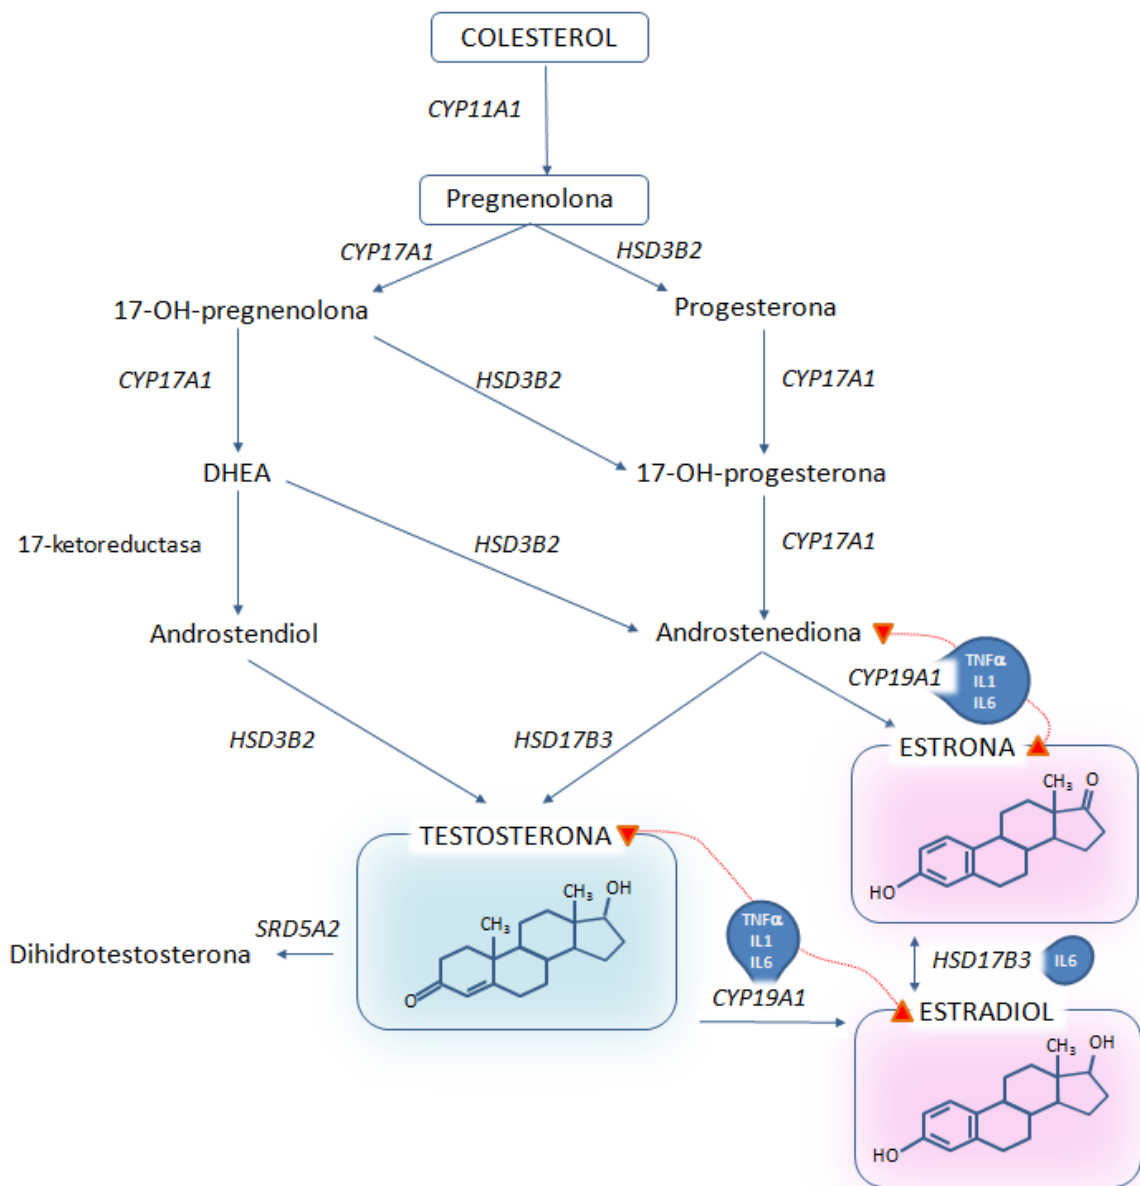 COLESTEROL
CYP11A1
Pregnenolona
CYP17A1
HSD3B2
17-OH-pregnenolona
Progesterona
CYP17A1
HSD3B2
CYP17A1
DHEA
17-OH-progesterona
17-ketoreductasa
HSD3B2
CYP17A1
Androstendiol
Androstenediona
CYP19A1
TNFα
IL1
IL6
HSD3B2
HSD17B3
ESTRONA
CH3
O
HO
TESTOSTERONA
CH3
OH
CH3
O
SRD5A2
Dihidrotestosterona
TNFα
IL1
IL6
CYP19A1
HSD17B3
IL6
ESTRADIOL
CH3
OH
HO